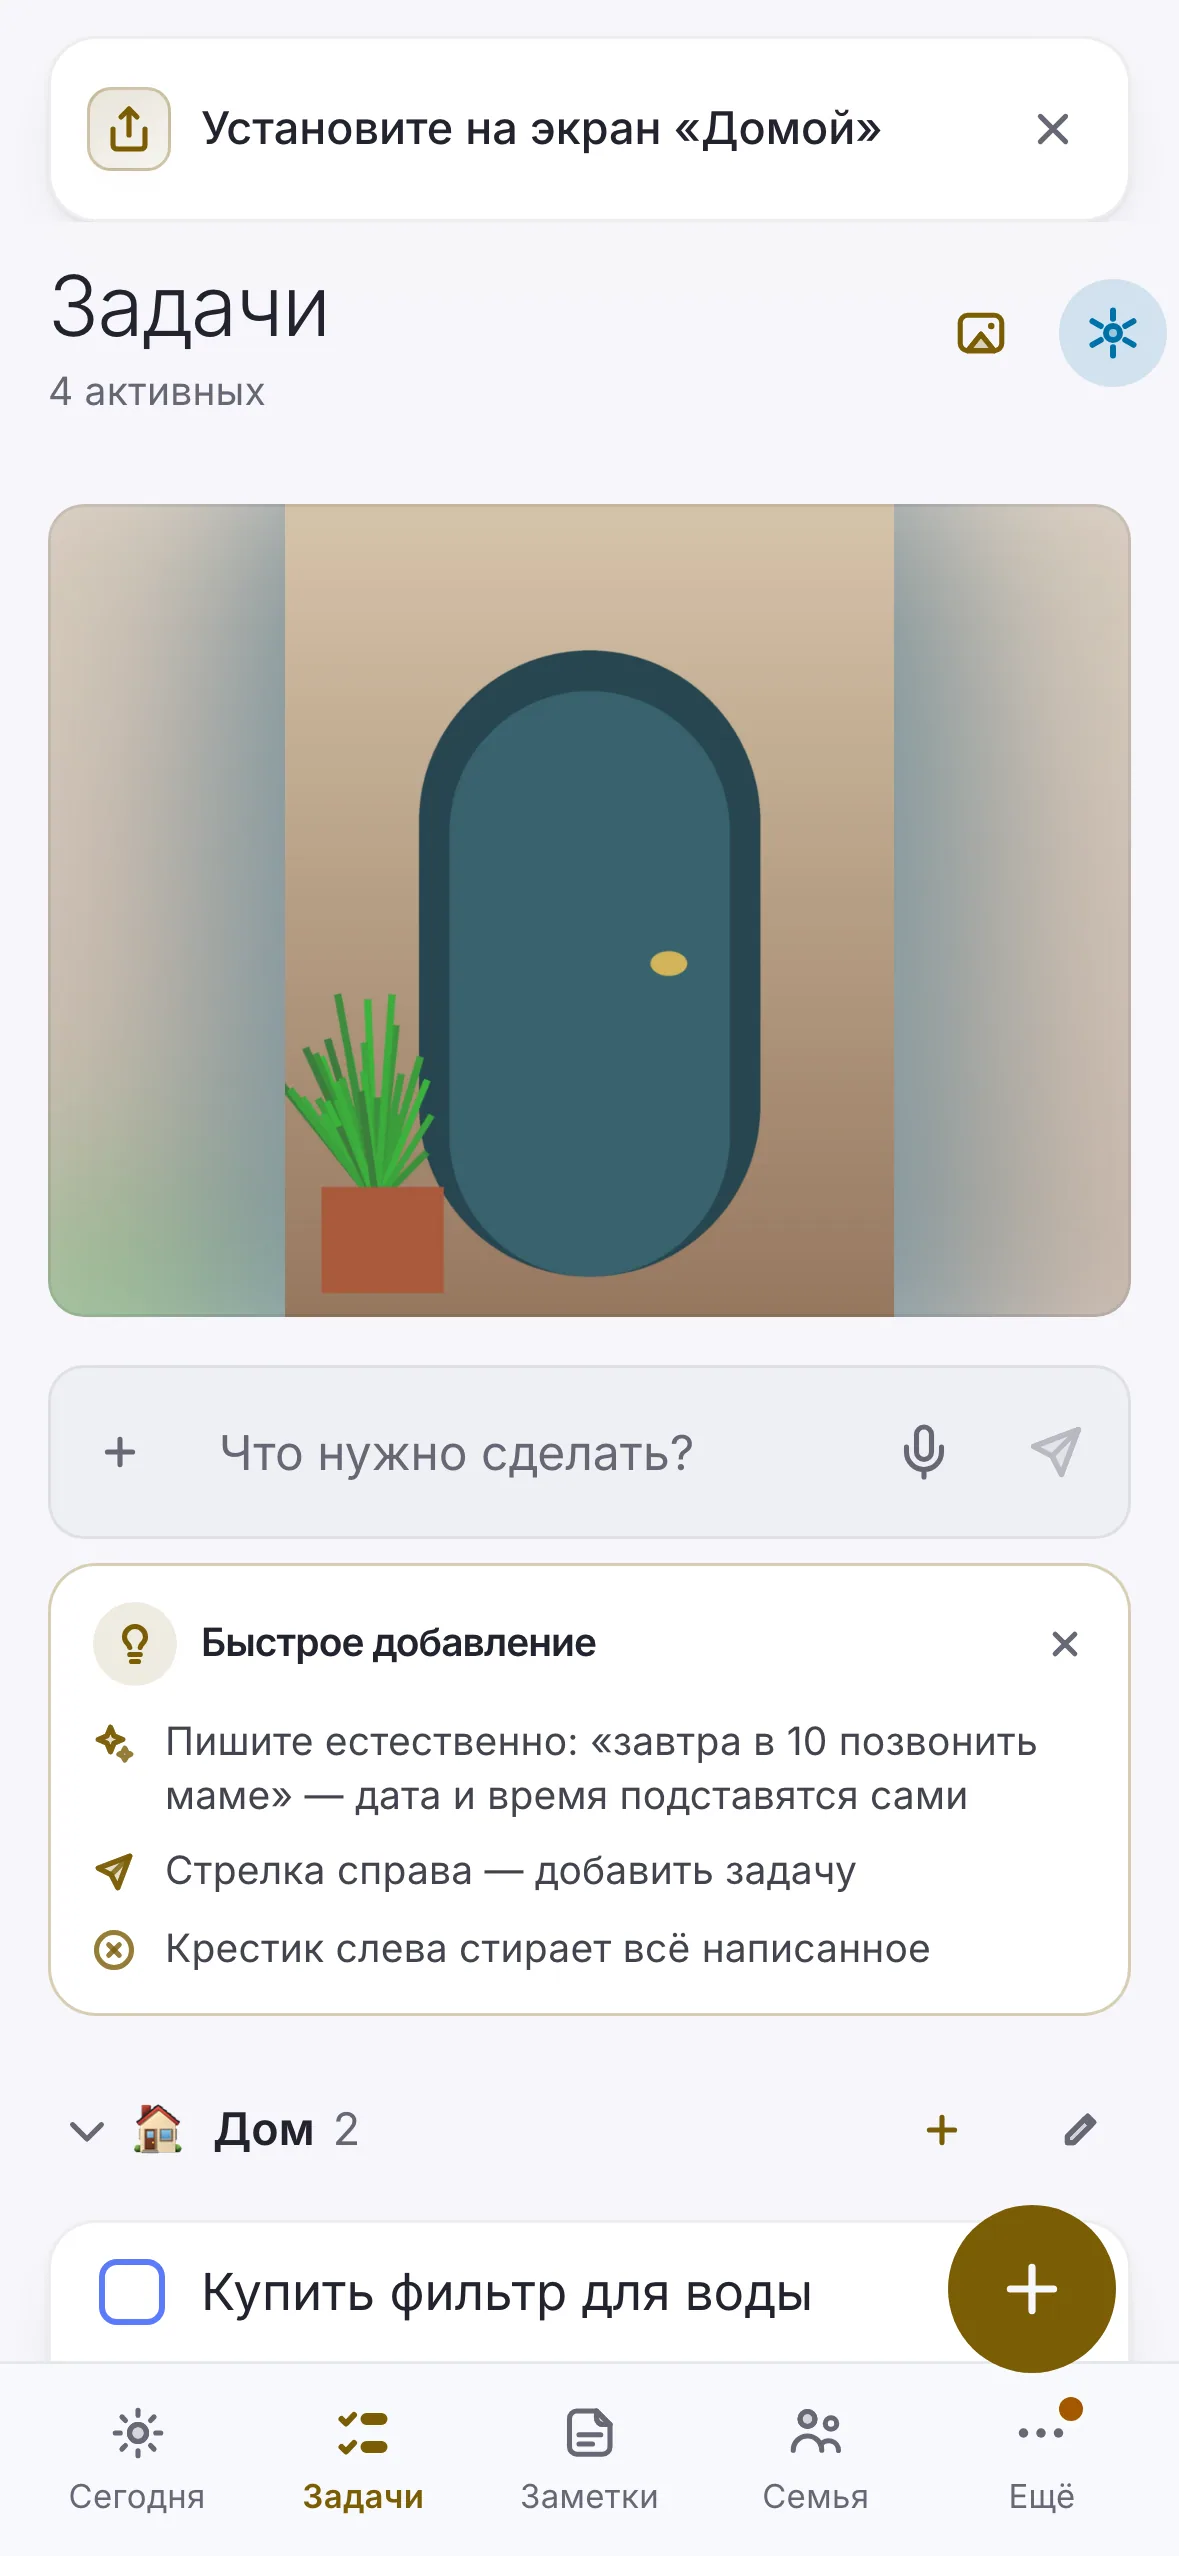 Установите на экран «Домой»
Задачи
4 активных
Что нужно сделать?
Быстрое добавление
Пишите естественно: «завтра в 10 позвонить
маме» — дата и время подставятся сами
Стрелка справа — добавить задачу
Крестик слева стирает всё написанное
Дом 2
Купить фильтр для воды
Сегодня Задачи Заметки Семья Ещё